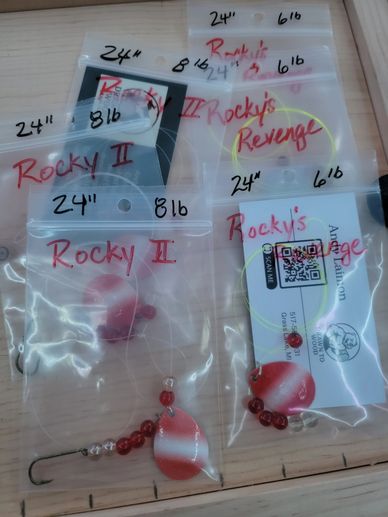 24" 6lb
Rocky's
24" 8lb
Rocky II
24" 6lb
Rocky's
Revenge
24" 8lb
Rocky II
24" 6lb
Rocky's
Revenge
SCAN ME
24" 8lb
Rocky II